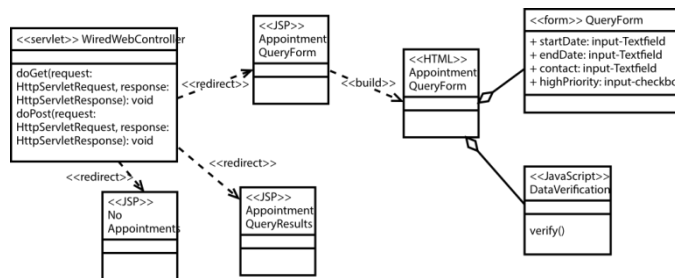 <<servlet>> WiredWebController
doGet(request:
HttpServletRequest, response:
HttpServletResponse): void
doPost(request:
HttpServletRequest, response:
HttpServletResponse): void
<<redirect>>
<<JSP>>
Appointment
QueryForm
<<build>>
<<HTML>>
Appointment
QueryForm
<<form>> QueryForm
+ startDate: input-Textfield
+ endDate: input-Textfield
+ contact: input-Textfield
+ highPriority: input-checkbo
<<redirect>>
<<JSP>>
No
Appointments
<<redirect>>
<<JSP>>
Appointment
QueryResults
<<JavaScript>>
DataVerification
verify()